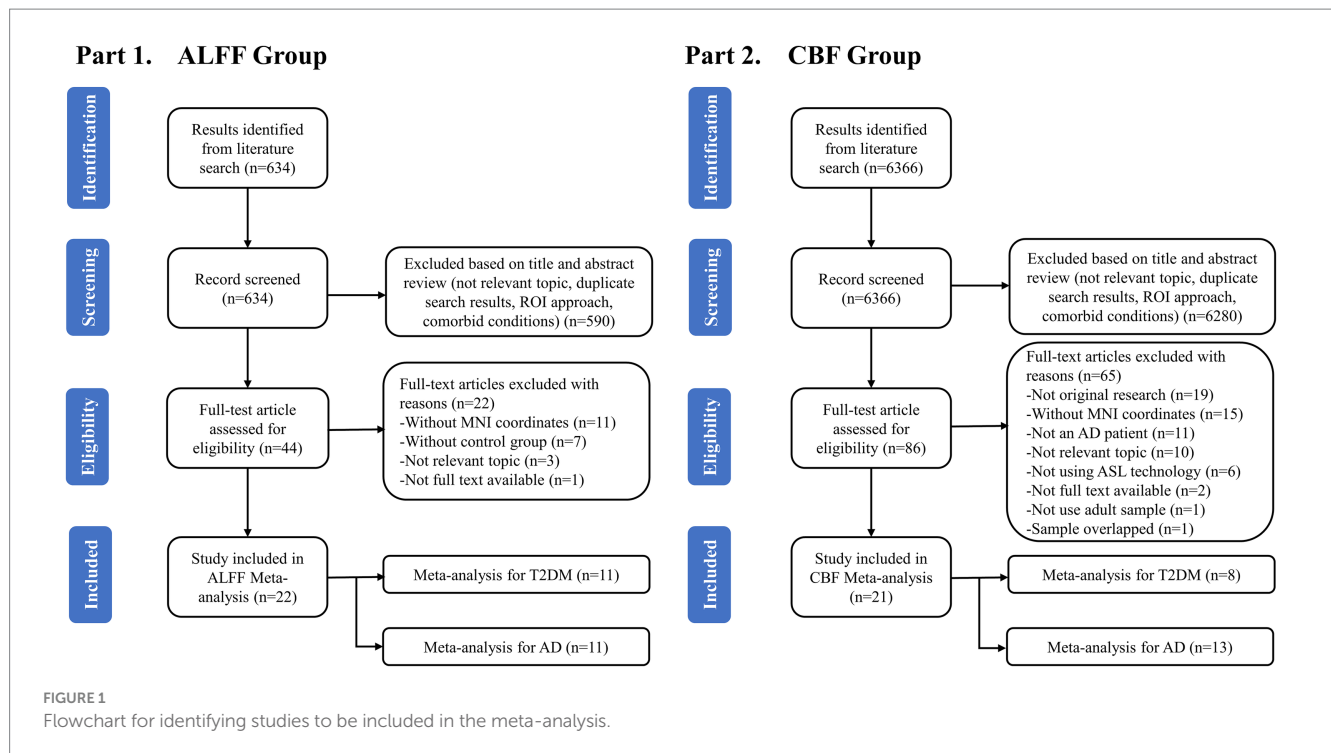 Part 1. ALFF Group
Identification
Results identified
from literature
search (n=634)
Screening
Record screened
(n=634)
Excluded based on title and abstract
review (not relevant topic, duplicate
search results, ROI approach,
comorbid conditions) (n=590)
Eligibility
Full-test article
assessed for
eligibility (n=44)
Full-text articles excluded with
reasons (n=22)
-Without MNI coordinates (n=11)
-Without control group (n=7)
-Not relevant topic (n=3)
-Not full text available (n=1)
Included
Study included in
ALFF Meta-
analysis (n=22)
Meta-analysis for T2DM (n=11)
Meta-analysis for AD (n=11)
Part 2. CBF Group
Identification
Results identified
from literature
search (n=6366)
Screening
Record screened
(n=6366)
Excluded based on title and abstract
review (not relevant topic, duplicate
search results, ROI approach,
comorbid conditions) (n=6280)
Eligibility
Full-test article
assessed for
eligibility (n=86)
Full-text articles excluded with
reasons (n=65)
-Not original research (n=19)
-Without MNI coordinates (n=15)
-Not an AD patient (n=11)
-Not relevant topic (n=10)
-Not using ASL technology (n=6)
-Not full text available (n=2)
-Not use adult sample (n=1)
-Sample overlapped (n=1)
Included
Study included in
CBF Meta-analysis
(n=21)
Meta-analysis for T2DM (n=8)
Meta-analysis for AD (n=13)
FIGURE 1
Flowchart for identifying studies to be included in the meta-analysis.